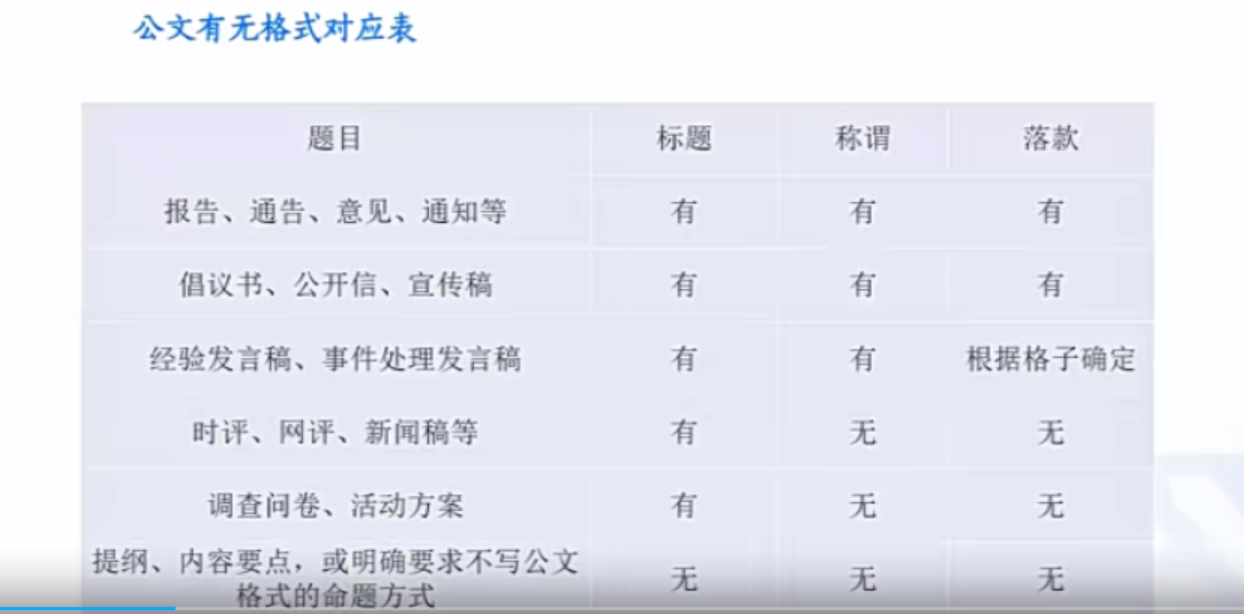 公文有无格式对应表
题目 标题 称谓 落款
报告、通告、意见、通知等 有 有 有
倡议书、公开信、宣传稿 有 有 有
经验发言稿、事件处理发言稿 有 有 根据格子确定
时评、网评、新闻稿等 有 无 无
调查问卷、活动方案 有 无 无
提纲、内容要点，或明确要求不写公文
格式的命题方式 无 无 无